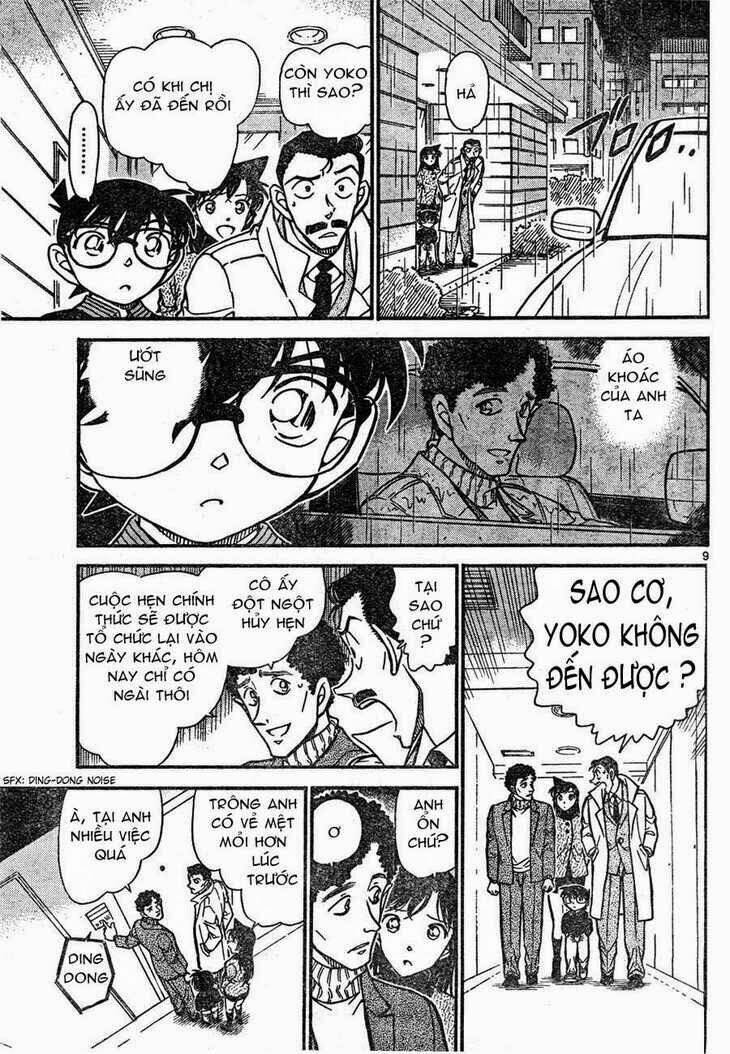 HẢ
ブロロ
CÒN YOKO
THÌ SAO?
CÓ KHI CHỊ
ẤY ĐÃ ĐẾN RỒI
........
ÁO
KHOÁC
CỦA ANH
TA
ƯỚT
SŨNG
9
SAO CƠ,
YOKO KHÔNG
ĐẾN ĐƯỢC ?
TẠI
SAO
CHỨ
?
CÔ ẤY
ĐỘT NGỘT
HỦY HẸN
CUỘC HẸN CHÍNH
THỨC SẼ ĐƯỢC
TỔ CHỨC LẠI VÀO
NGÀY KHÁC, HÔM
NAY CHỈ CÓ
NGÀI THÔI
SFX: DING-DONG NOISE
ANH
ỔN
CHỨ?
Ơ
TRÔNG ANH
CÓ VẺ MỆT
MỎI HƠN
LÚC
TRƯỚC
À, TẠI ANH
NHIỀU VIỆC
QUÁ
DING
DONG